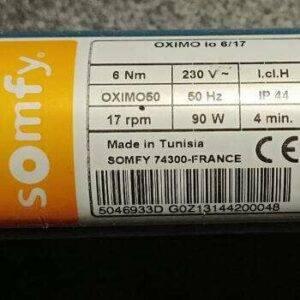 somfy.
OXIMO Io 6/17
6 Nm 230 V ~ I.cl.H
OXIMO50 50 Hz IP 44
17 rpm 90 W 4 min.
Made in Tunisia
SOMFY 74300-FRANCE
CE
5046933D G0Z13144200048